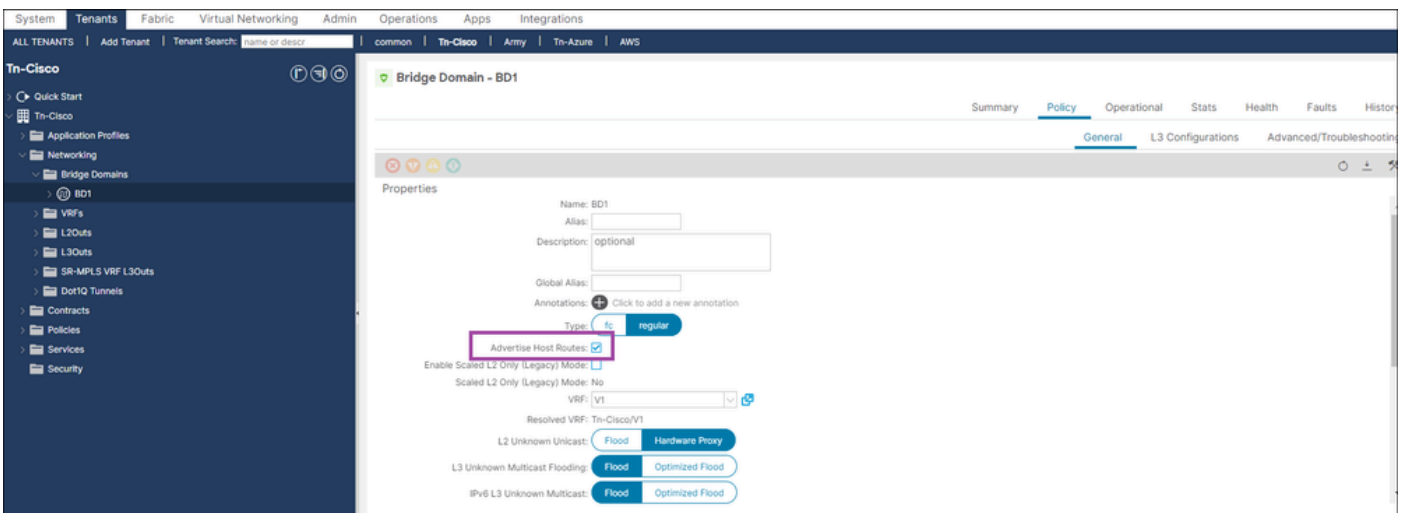 System Tenants Fabric Virtual Networking Admin Operations Apps Integrations
ALL TENANTS | Add Tenant | Tenant Search: name or descr | common | Tn-Cisco | Army | Tn-Azure | AWS
Tn-Cisco
Quick Start
Tn-Cisco
Application Profiles
Networking
Bridge Domains
BD1
VRFs
L2Outs
L3Outs
SR-MPLS VRF L3Outs
Dot1Q Tunnels
Contracts
Policies
Services
Security
Bridge Domain - BD1
Summary Policy Operational Stats Health Faults History
General L3 Configurations Advanced/Troubleshooting
Properties
Name: BD1
Alias:
Description: optional
Global Alias:
Annotations: Click to add a new annotation
Type: fc regular
Advertise Host Routes:
Enable Scaled L2 Only (Legacy) Mode:
Scaled L2 Only (Legacy) Mode: No
VRF: V1
Resolved VRF: Tn-Cisco/V1
L2 Unknown Unicast: Flood Hardware Proxy
L3 Unknown Multicast Flooding: Flood Optimized Flood
IPv6 L3 Unknown Multicast: Flood Optimized Flood